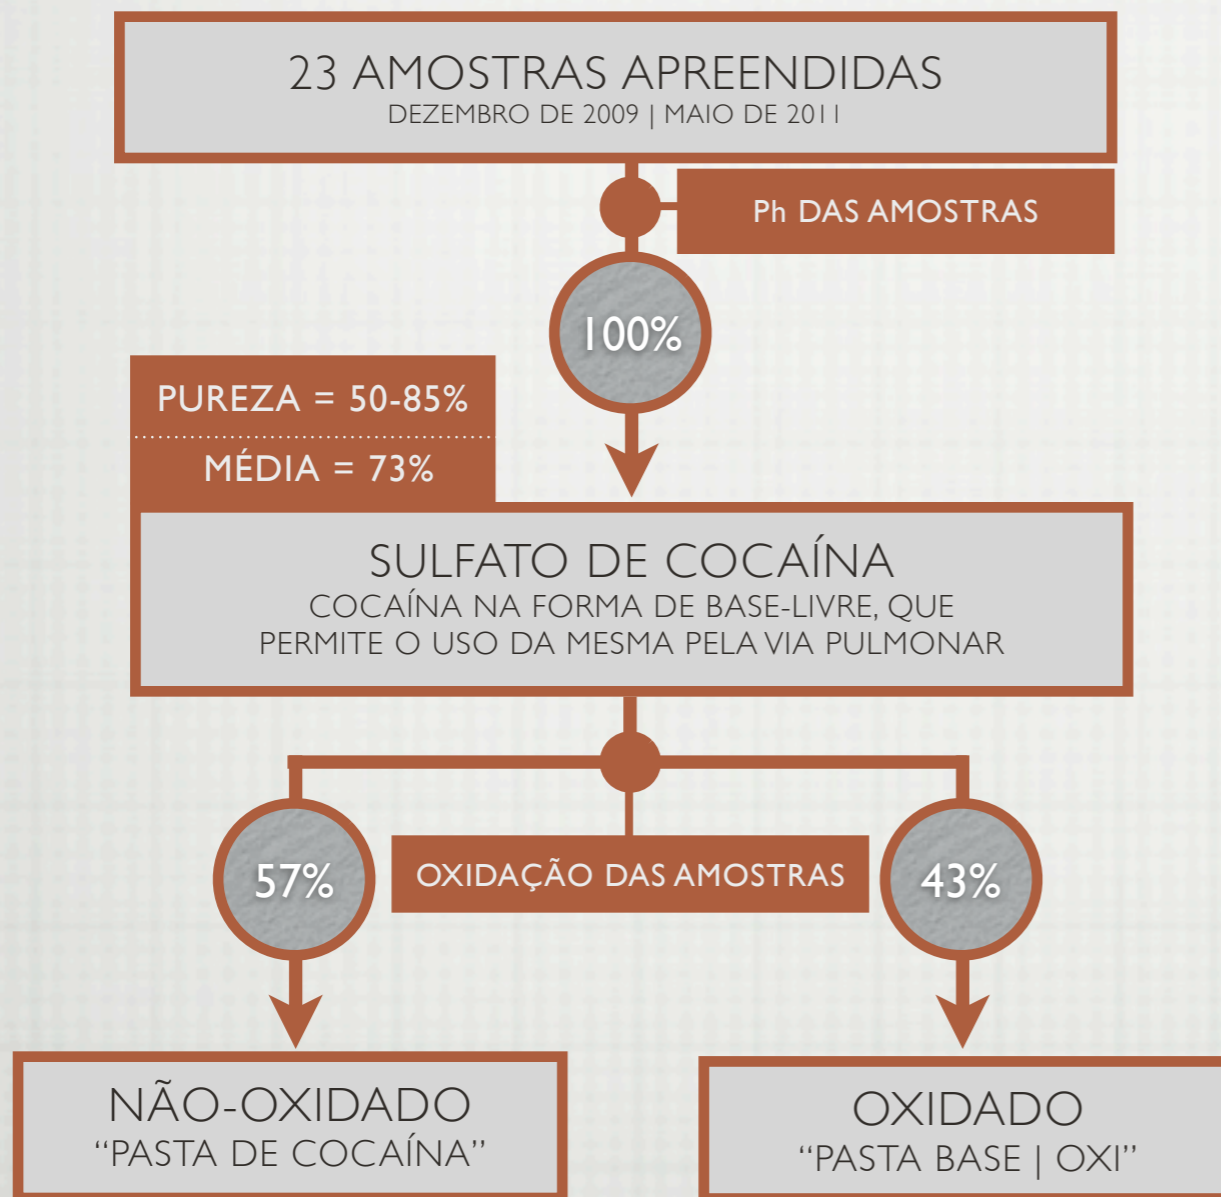 23 AMOSTRAS APREENDIDAS
DEZEMBRO DE 2009 | MAIO DE 2011
Ph DAS AMOSTRAS
100%
PUREZA = 50-85%
MÉDIA = 73%
SULFATO DE COCAÍNA
COCAÍNA NA FORMA DE BASE-LIVRE, QUE
PERMITE O USO DA MESMA PELA VIA PULMONAR
57%
OXIDAÇÃO DAS AMOSTRAS
43%
NÃO-OXIDADO
“PASTA DE COCAÍNA”
OXIDADO
“PASTA BASE | OXI”